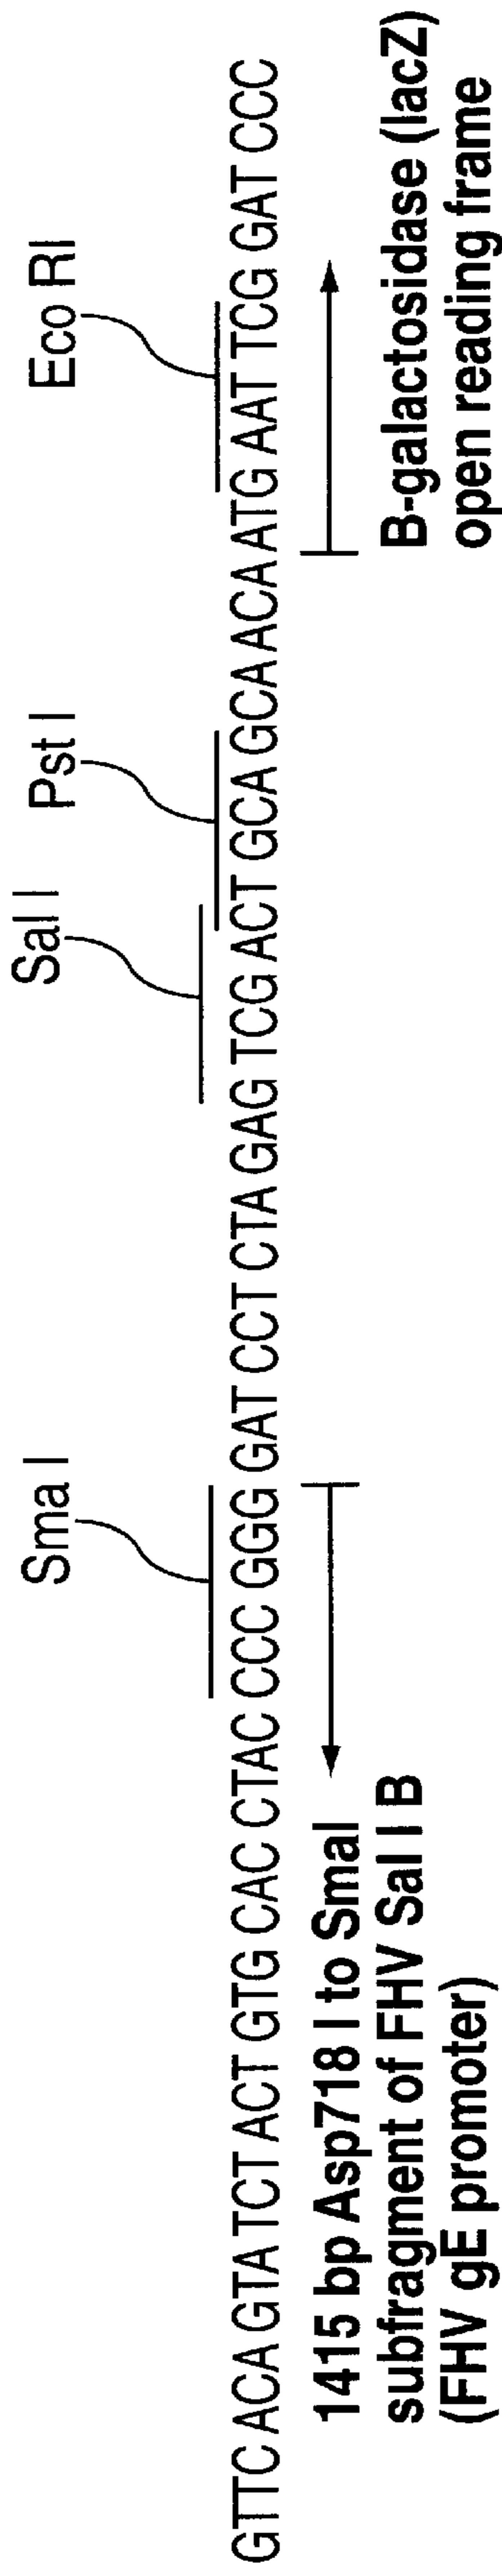 Sma I
Sal I
Pst I
Eco RI
GTTC ACA GTA TCT ACT GTG CAC CTAC CCC GGG GAT CCT CTA GAG TCG ACT GCA GCA ACA ATG AAT TCG GAT CCC
1415 bp Asp718 I to SmaI
subfragment of FHV Sal I B
(FHV gE promoter)
B-galactosidase (lacZ)
open reading frame